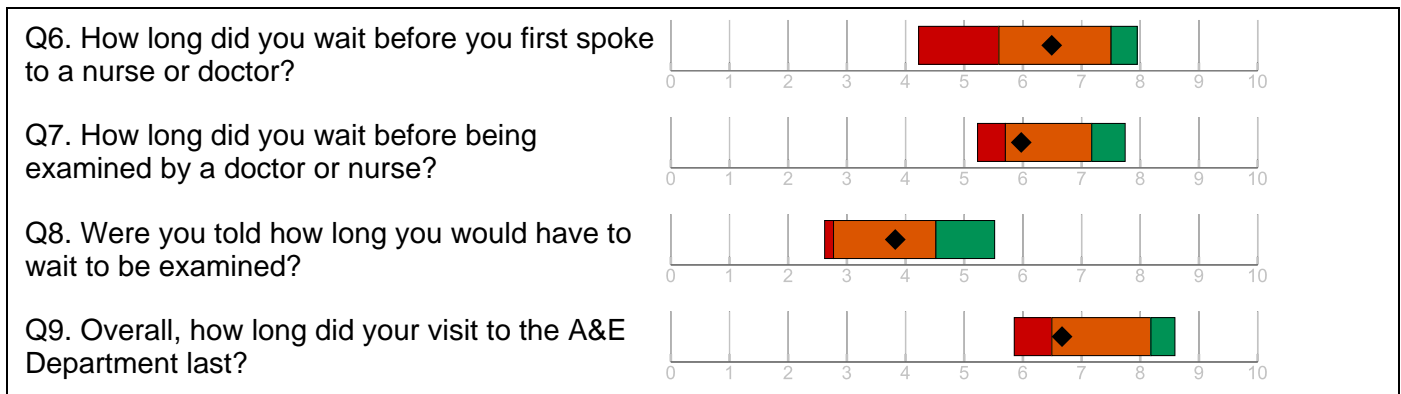 Q6. How long did you wait before you first spoke
to a nurse or doctor?
0 1 2 3 4 5 6 7 8 9 10
Q7. How long did you wait before being
examined by a doctor or nurse?
0 1 2 3 4 5 6 7 8 9 10
Q8. Were you told how long you would have to
wait to be examined?
0 1 2 3 4 5 6 7 8 9 10
Q9. Overall, how long did your visit to the A&E
Department last?
0 1 2 3 4 5 6 7 8 9 10